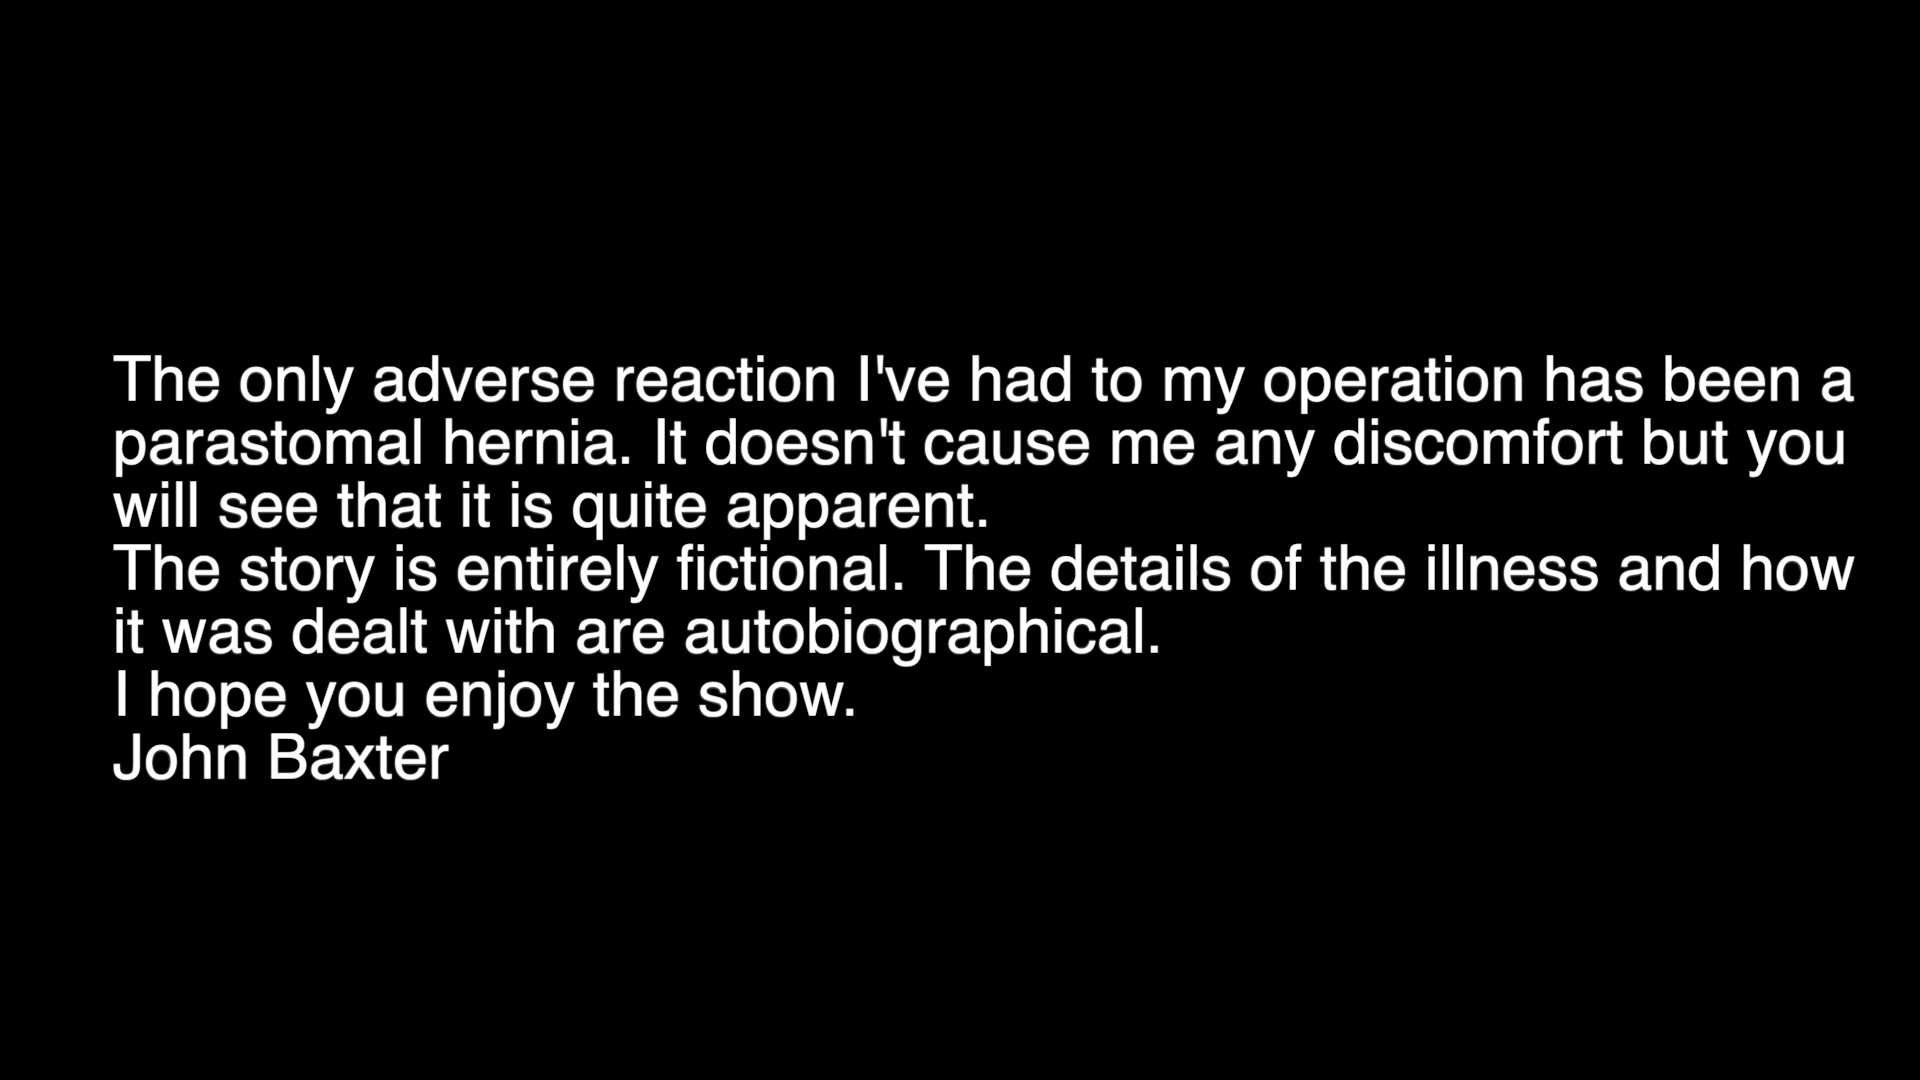 The only adverse reaction I've had to my operation has been a
parastomal hernia. It doesn't cause me any discomfort but you
will see that it is quite apparent.
The story is entirely fictional. The details of the illness and how
it was dealt with are autobiographical.
I hope you enjoy the show.
John Baxter